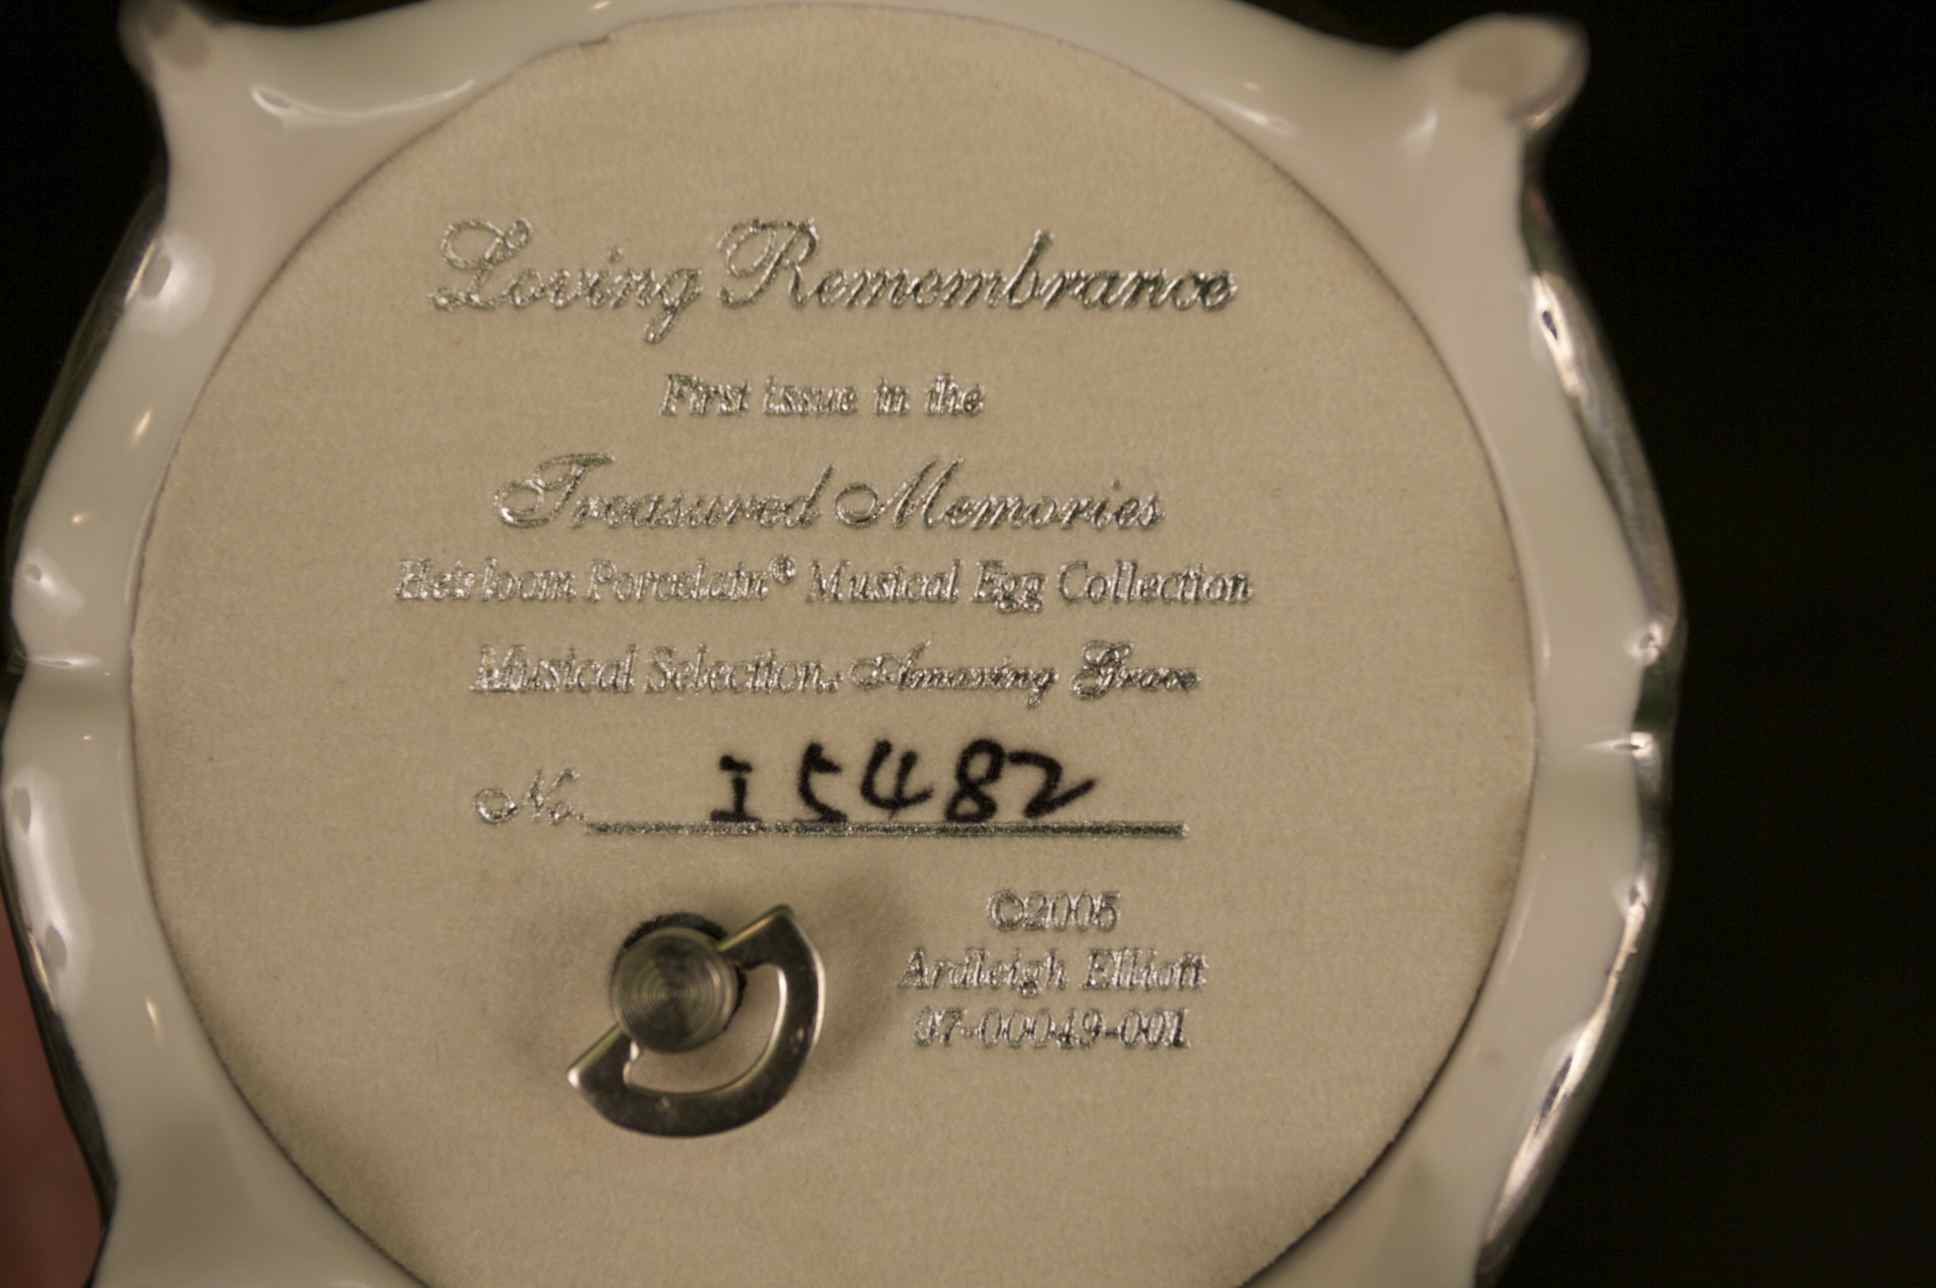 Loving Remembrance
First issue in the
Treasured Memories
Heirloom Porcelain® Musical Egg Collection
Musical Selection: Amazing Grace
No. I5482
©2005
Ardleigh Elliott
97-00049-001